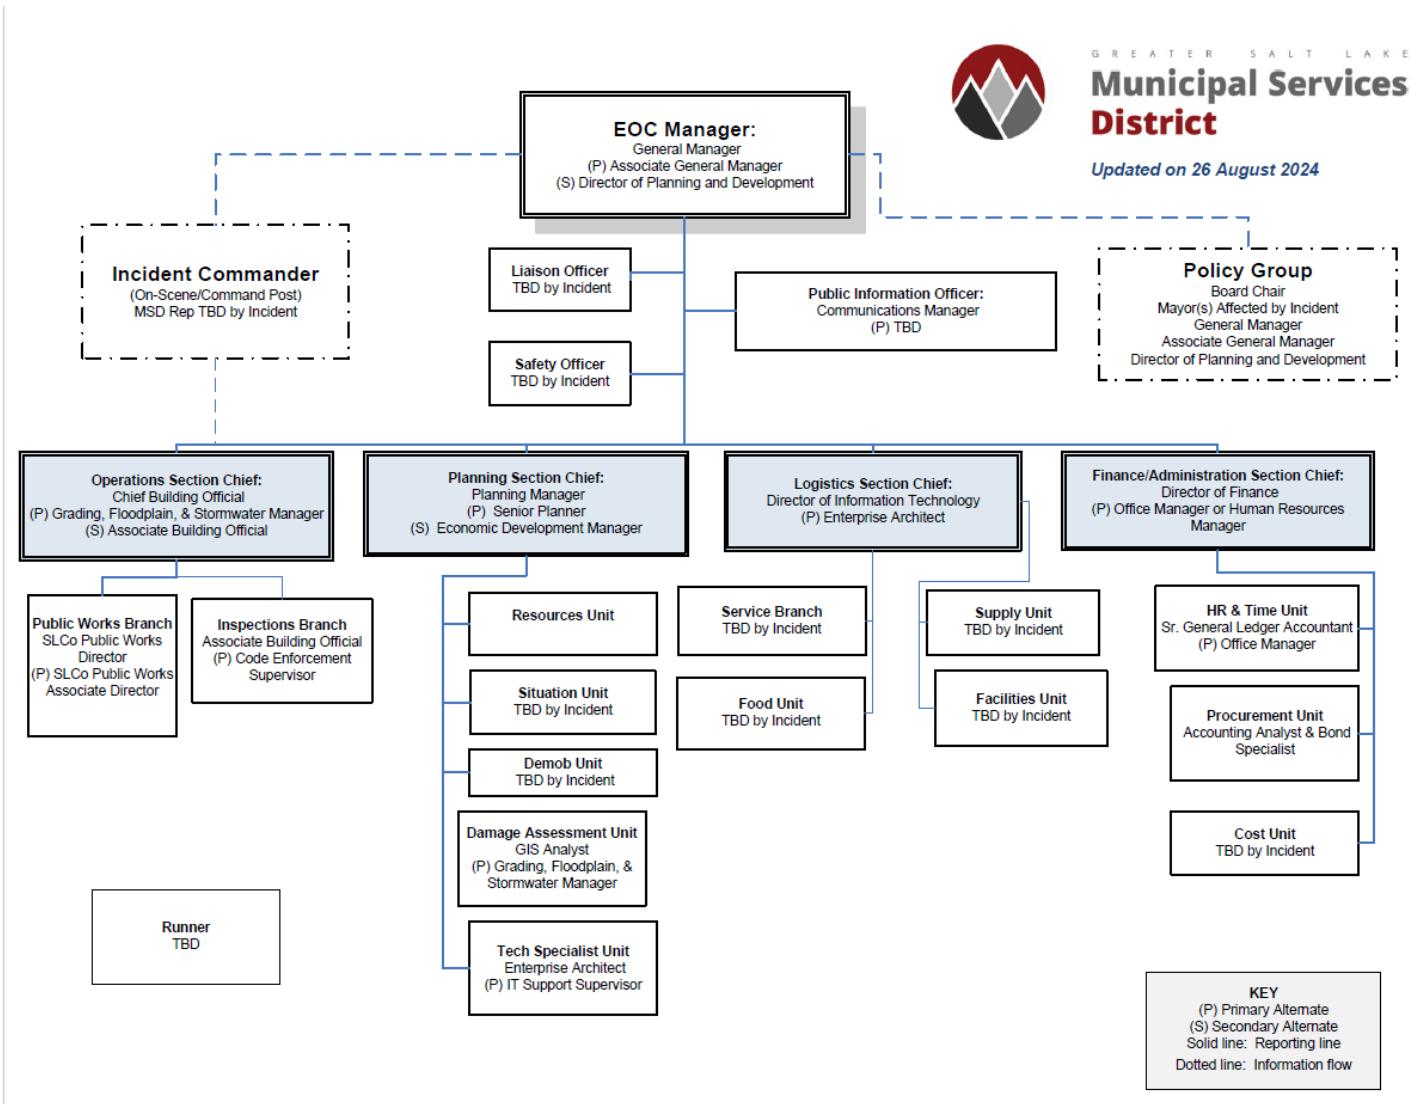 GREATER SALT LAKE
Municipal Services
District
Updated on 26 August 2024
EOC Manager:
General Manager
(P) Associate General Manager
(S) Director of Planning and Development
Incident Commander
(On-Scene/Command Post)
MSD Rep TBD by Incident
Liaison Officer
TBD by Incident
Public Information Officer:
Communications Manager
(P) TBD
Safety Officer
TBD by Incident
Policy Group
Board Chair
Mayor(s) Affected by Incident
General Manager
Associate General Manager
Director of Planning and Development
Operations Section Chief:
Chief Building Official
(P) Grading, Floodplain, & Stormwater Manager
(S) Associate Building Official
Planning Section Chief:
Planning Manager
(P) Senior Planner
(S) Economic Development Manager
Logistics Section Chief:
Director of Information Technology
(P) Enterprise Architect
Finance/Administration Section Chief:
Director of Finance
(P) Office Manager or Human Resources
Manager
Public Works Branch
SLCo Public Works
Director
(P) SLCo Public Works
Associate Director
Inspections Branch
Associate Building Official
(P) Code Enforcement
Supervisor
Resources Unit
Situation Unit
TBD by Incident
Demob Unit
TBD by Incident
Damage Assessment Unit
GIS Analyst
(P) Grading, Floodplain, &
Stormwater Manager
Tech Specialist Unit
Enterprise Architect
(P) IT Support Supervisor
Service Branch
TBD by Incident
Food Unit
TBD by Incident
Supply Unit
TBD by Incident
Facilities Unit
TBD by Incident
HR & Time Unit
Sr. General Ledger Accountant
(P) Office Manager
Procurement Unit
Accounting Analyst & Bond
Specialist
Cost Unit
TBD by Incident
Runner
TBD
KEY
(P) Primary Alternate
(S) Secondary Alternate
Solid line: Reporting line
Dotted line: Information flow